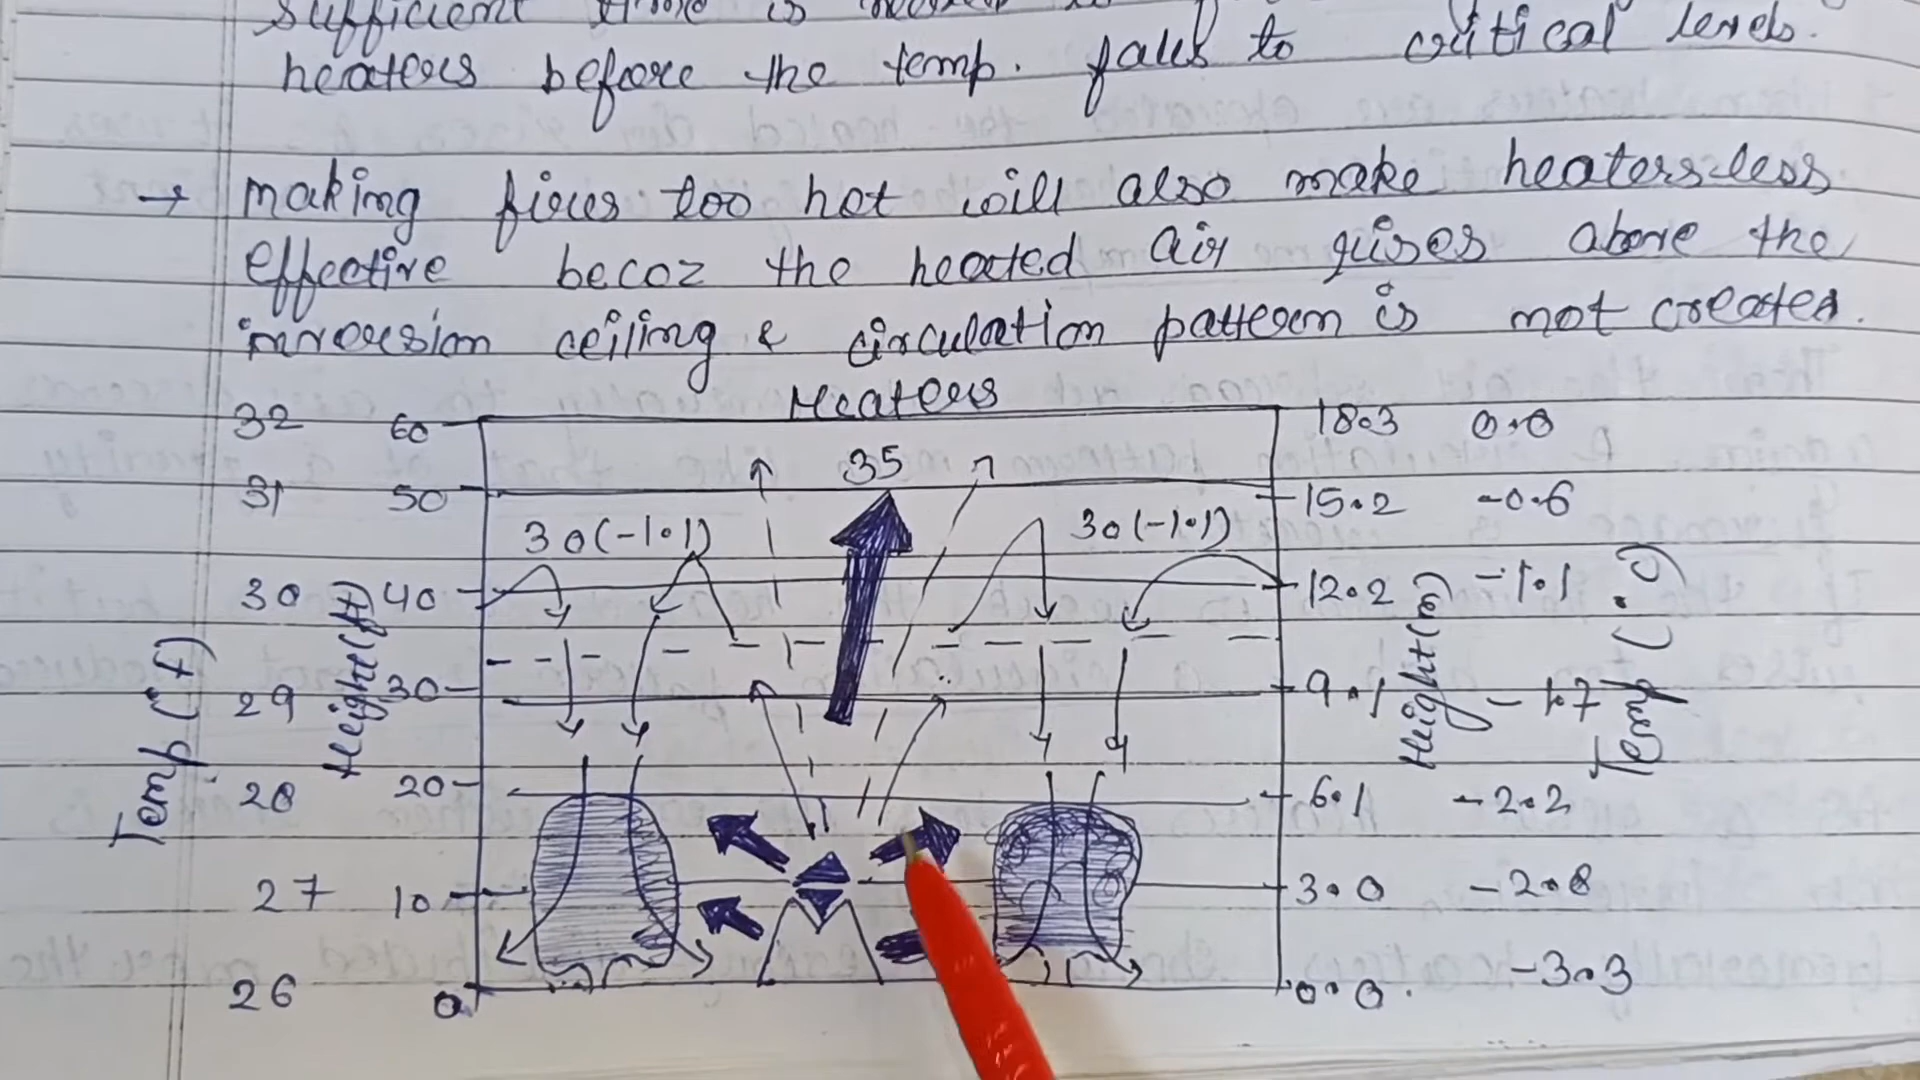 sufficient time is
heaters before the temp. falls to critical levels.
→ making fires too hot will also make heaters less
effective becoz the heated air rises above the
inversion ceiling & circulation pattern is not created.
Heaters
32 60 18.3 0.0
35
31 50 15.2 -0.6
30(-1.1) 30(-1.1)
30 40 12.2 -1.1
29 30 9.1 -1.7
Temp (°f) Height(ft) Height(m) Temp (°C)
28 20 6.1 -2.2
27 10 3.0 -2.8
26 0 0.0 -3.3